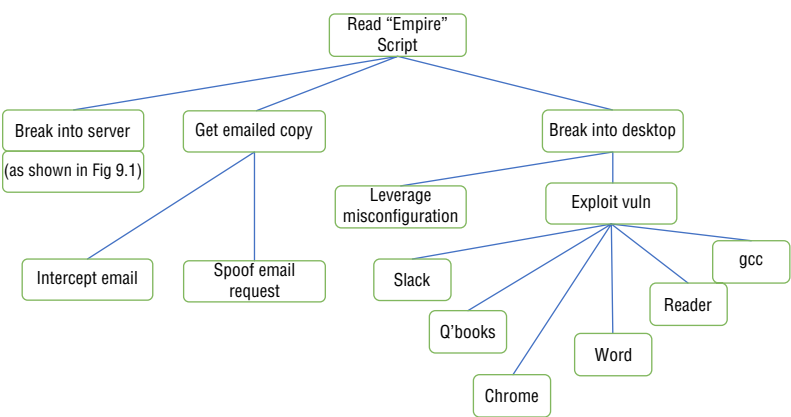 Read “Empire”
Script
Break into server
(as shown in Fig 9.1)
Get emailed copy
Break into desktop
Leverage
misconfiguration
Exploit vuln
Intercept email
Spoof email
request
Slack
gcc
Reader
Q’books
Word
Chrome